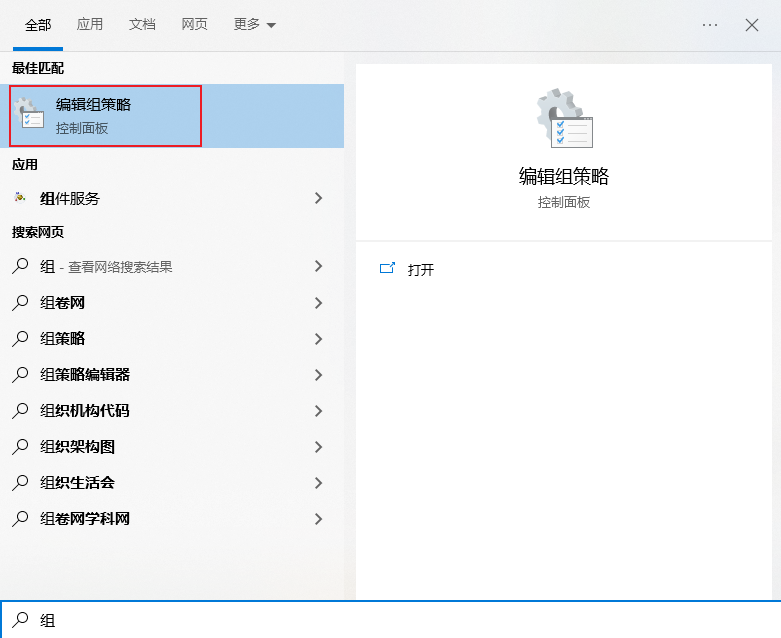 全部 应用 文档 网页 更多 ···
最佳匹配
编辑组策略
控制面板
应用
组件服务
搜索网页
组 - 查看网络搜索结果
组卷网
组策略
组策略编辑器
组织机构代码
组织架构图
组织生活会
组卷网学科网
编辑组策略
控制面板
打开
组